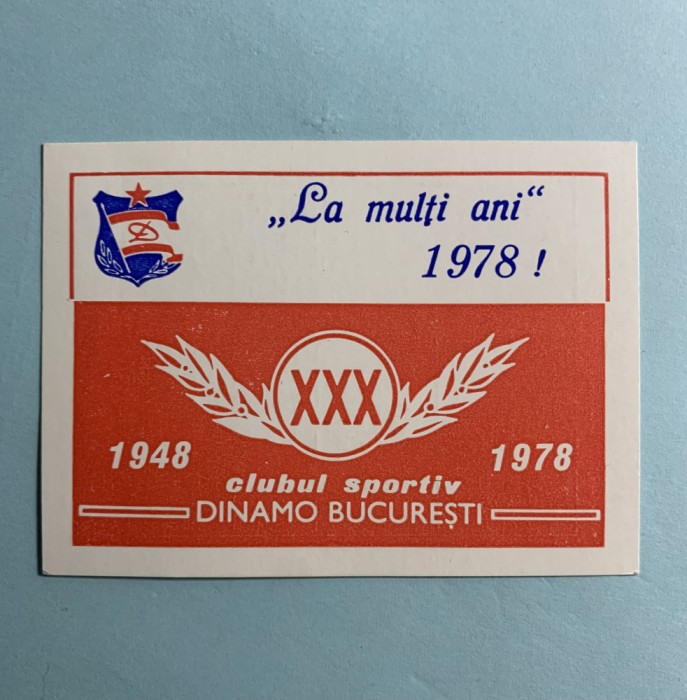 D
„La mulți ani“
1978 !
XXX
1948
1978
clubul sportiv
DINAMO BUCUREȘTI